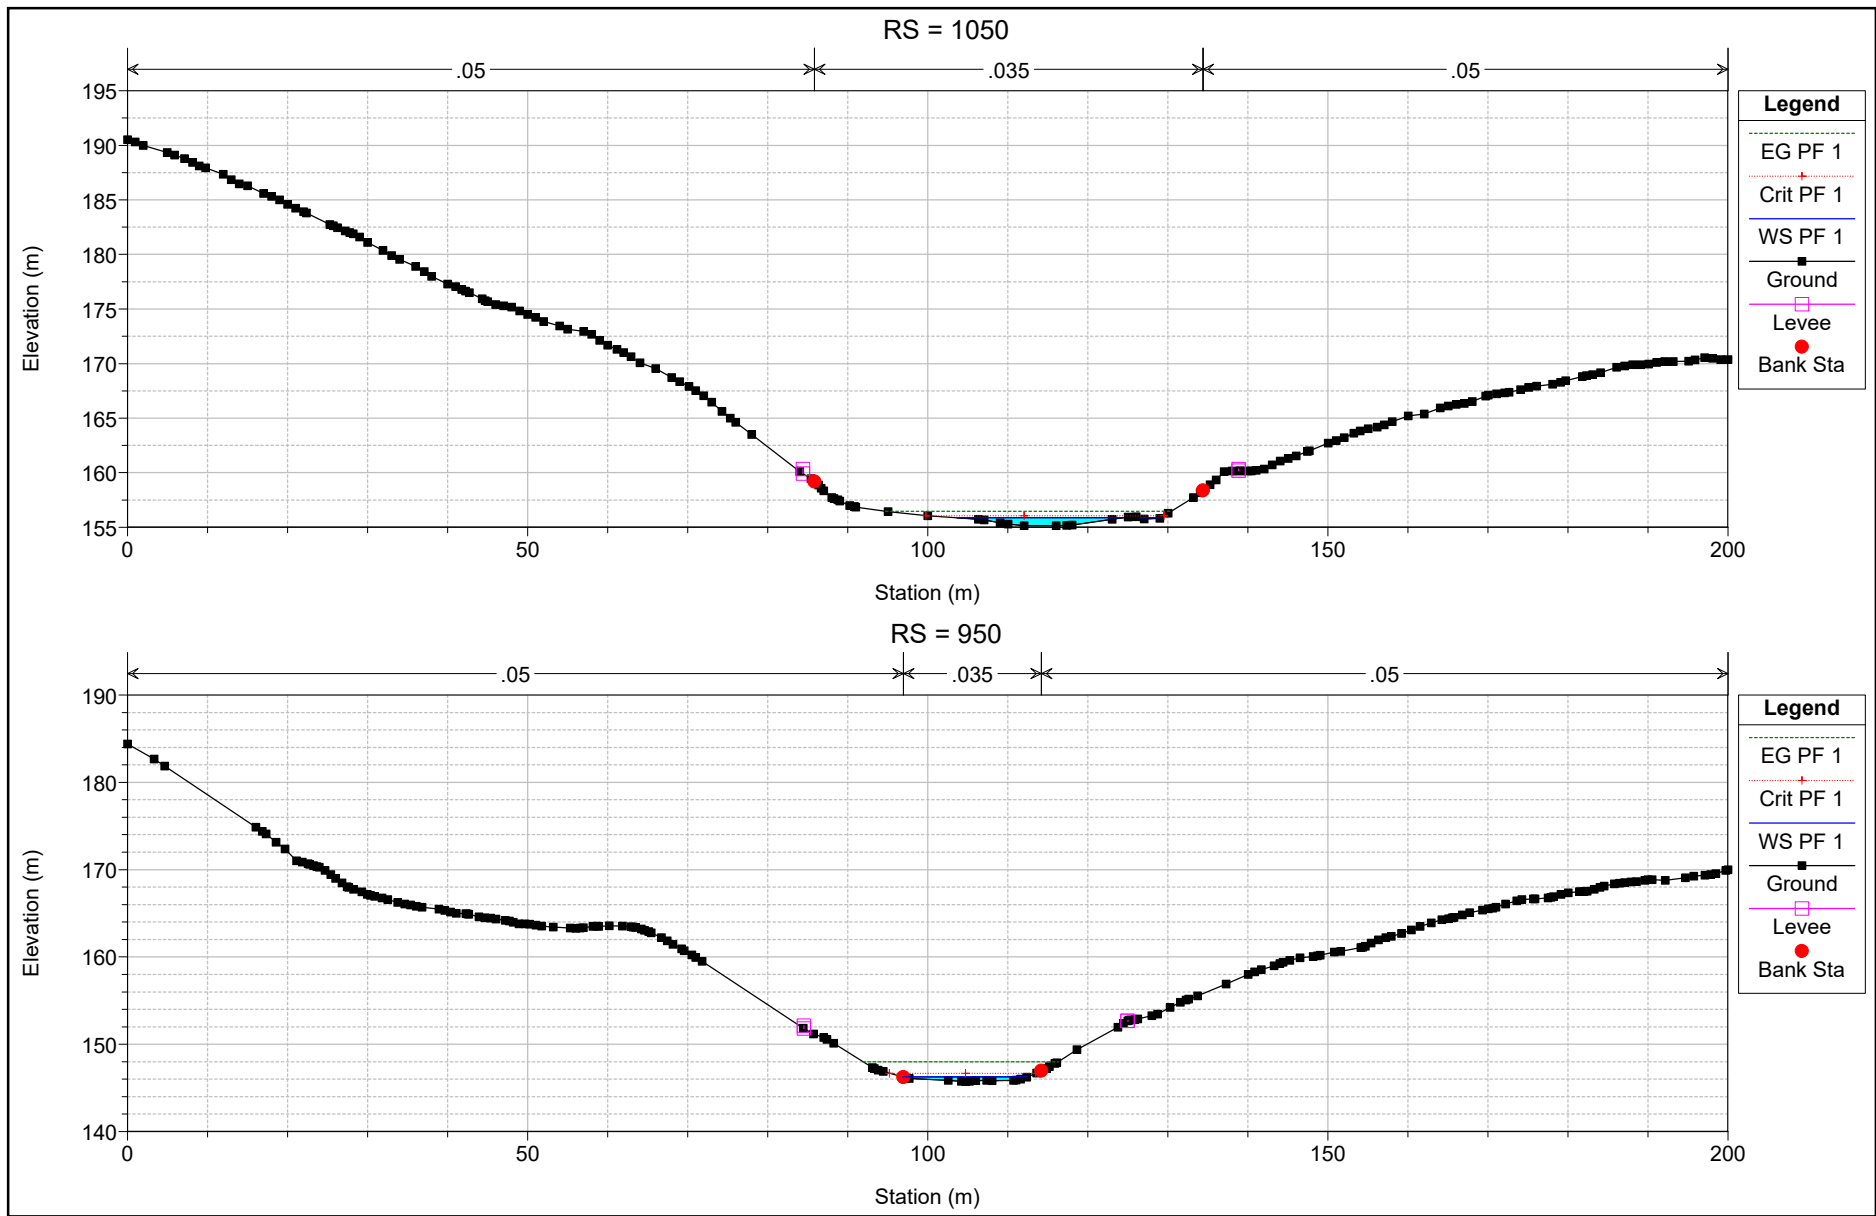 RS = 1050
.05 .035 .05
195
190
185
180
175
170
165
160
155
0 50 100 150 200
Elevation (m)
Station (m)
Legend
EG PF 1
Crit PF 1
WS PF 1
Ground
Levee
Bank Sta
RS = 950
.05 .035 .05
190
180
170
160
150
140
0 50 100 150 200
Elevation (m)
Station (m)
Legend
EG PF 1
Crit PF 1
WS PF 1
Ground
Levee
Bank Sta